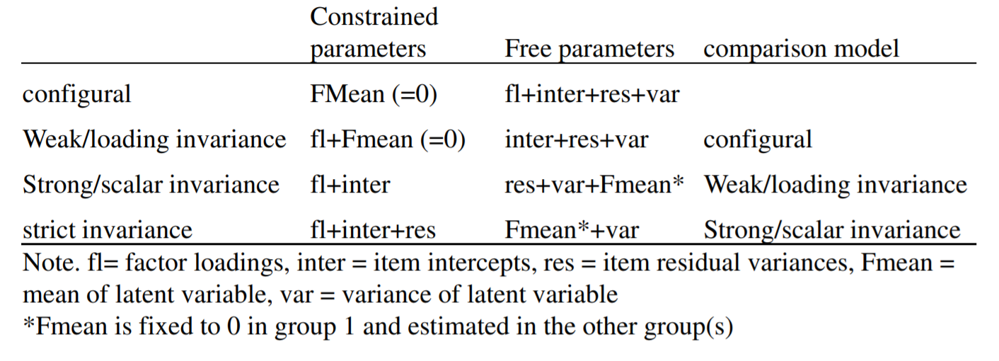 Constrained
parameters Free parameters comparison model
configural FMean (=0) fl+inter+res+var
Weak/loading invariance fl+Fmean (=0) inter+res+var configural
Strong/scalar invariance fl+inter res+var+Fmean* Weak/loading invariance
strict invariance fl+inter+res Fmean*+var Strong/scalar invariance
Note. fl= factor loadings, inter = item intercepts, res = item residual variances, Fmean =
mean of latent variable, var = variance of latent variable
*Fmean is fixed to 0 in group 1 and estimated in the other group(s)